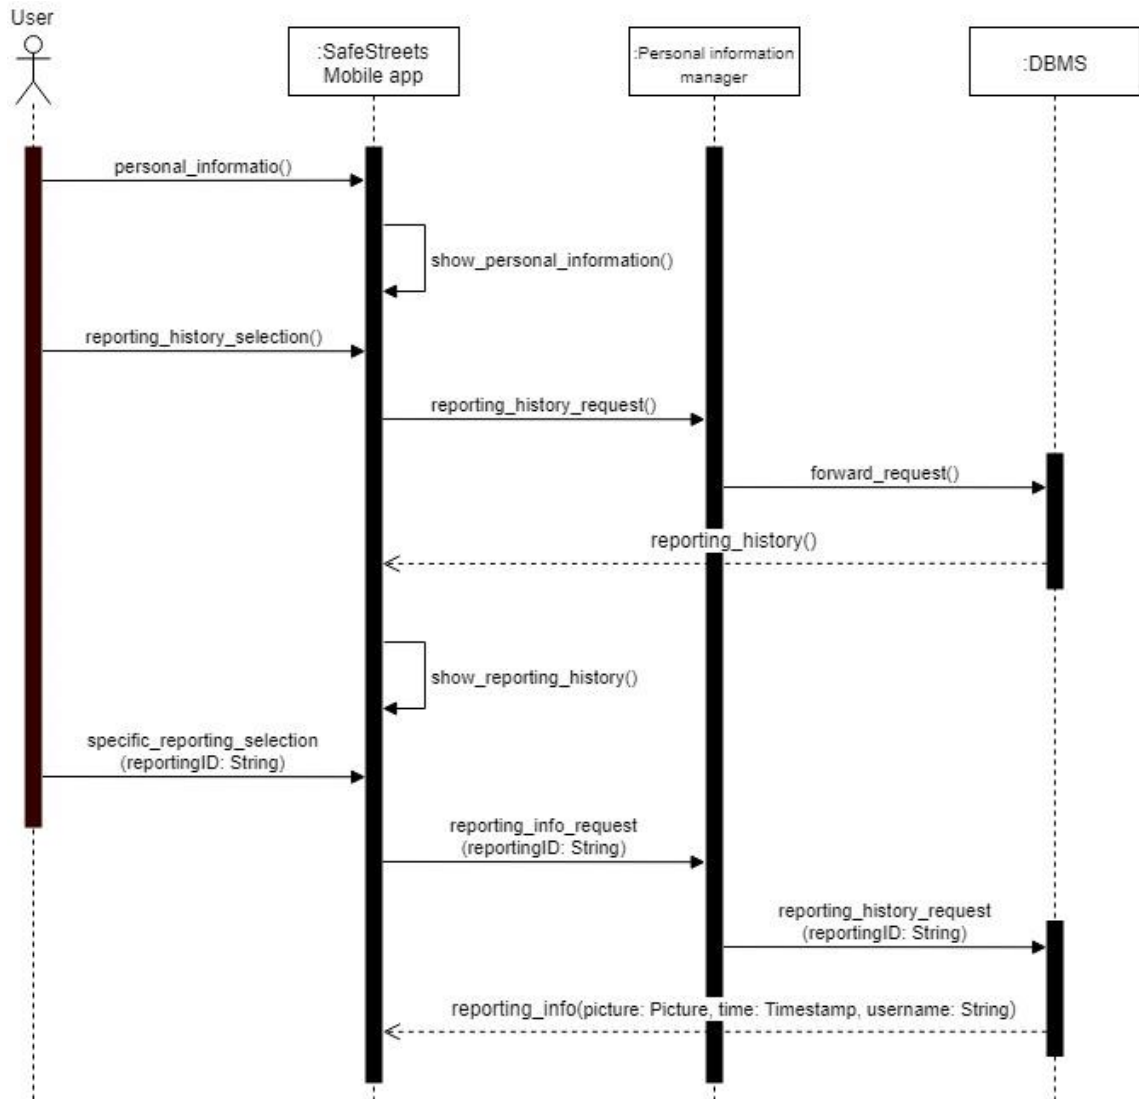 User
:SafeStreets
Mobile app
:Personal information
manager
:DBMS
personal_informatio()
show_personal_information()
reporting_history_selection()
reporting_history_request()
forward_request()
reporting_history()
show_reporting_history()
specific_reporting_selection
(reportingID: String)
reporting_info_request
(reportingID: String)
reporting_history_request
(reportingID: String)
reporting_info(picture: Picture, time: Timestamp, username: String)